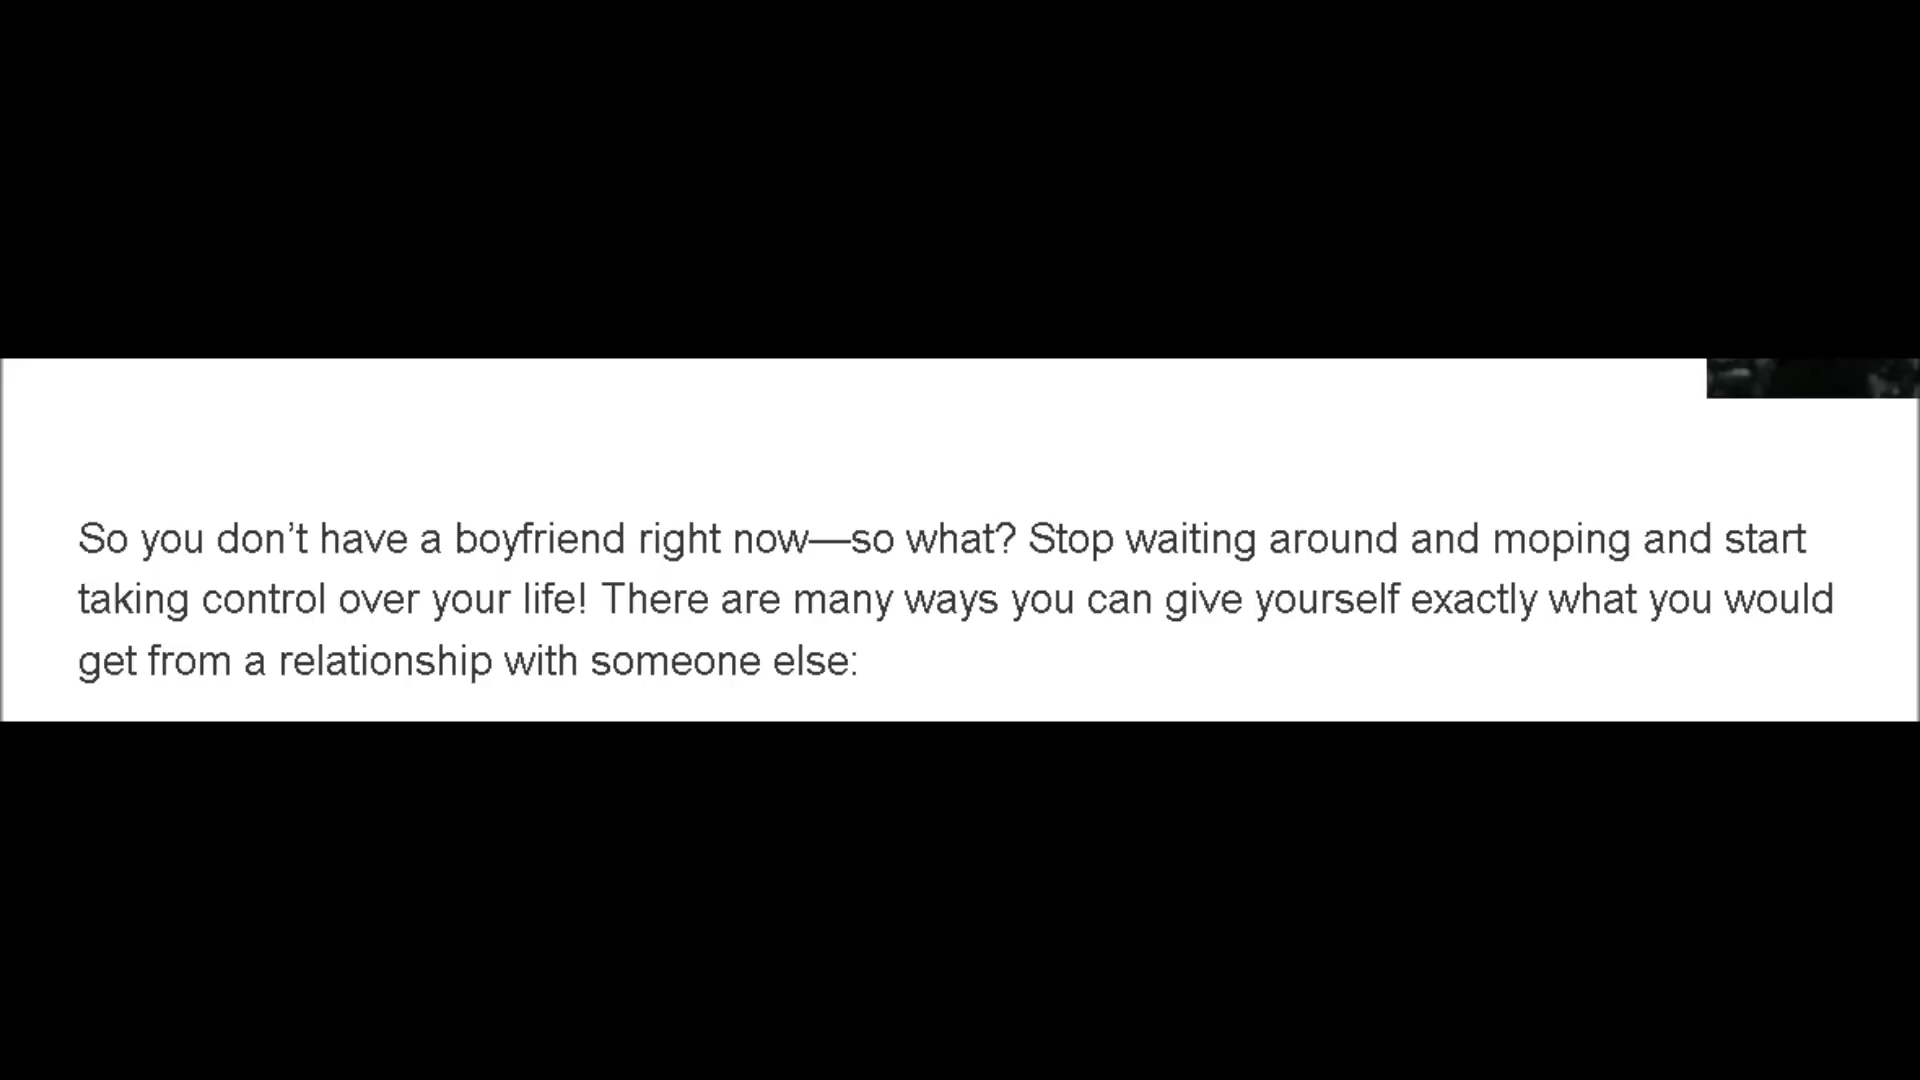 So you don’t have a boyfriend right now—so what? Stop waiting around and moping and start
taking control over your life! There are many ways you can give yourself exactly what you would
get from a relationship with someone else: